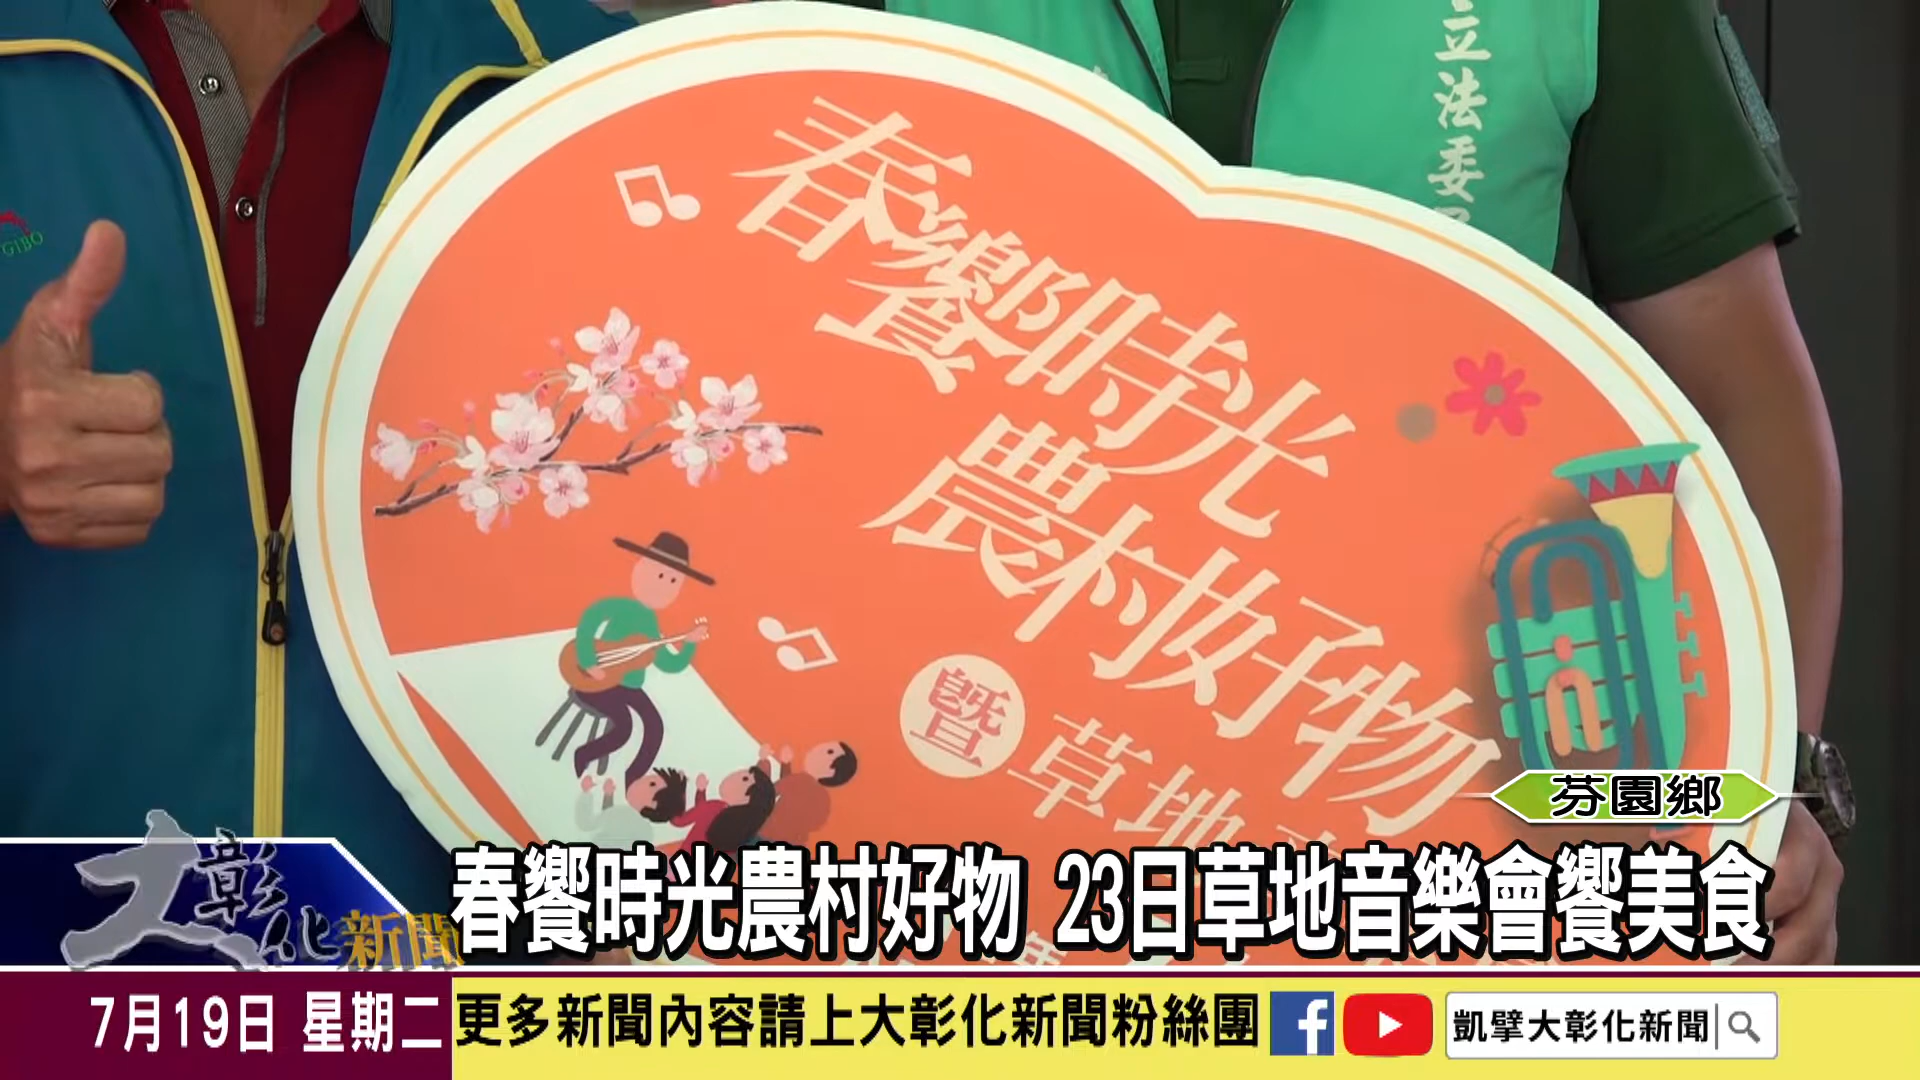 立法委
GIBO
春饗時光
農村好物
暨草地
芬園鄉
大彰化新聞
春饗時光農村好物 23日草地音樂會饗美食
7月19日 星期二
更多新聞內容請上大彰化新聞粉絲團
凱擘大彰化新聞